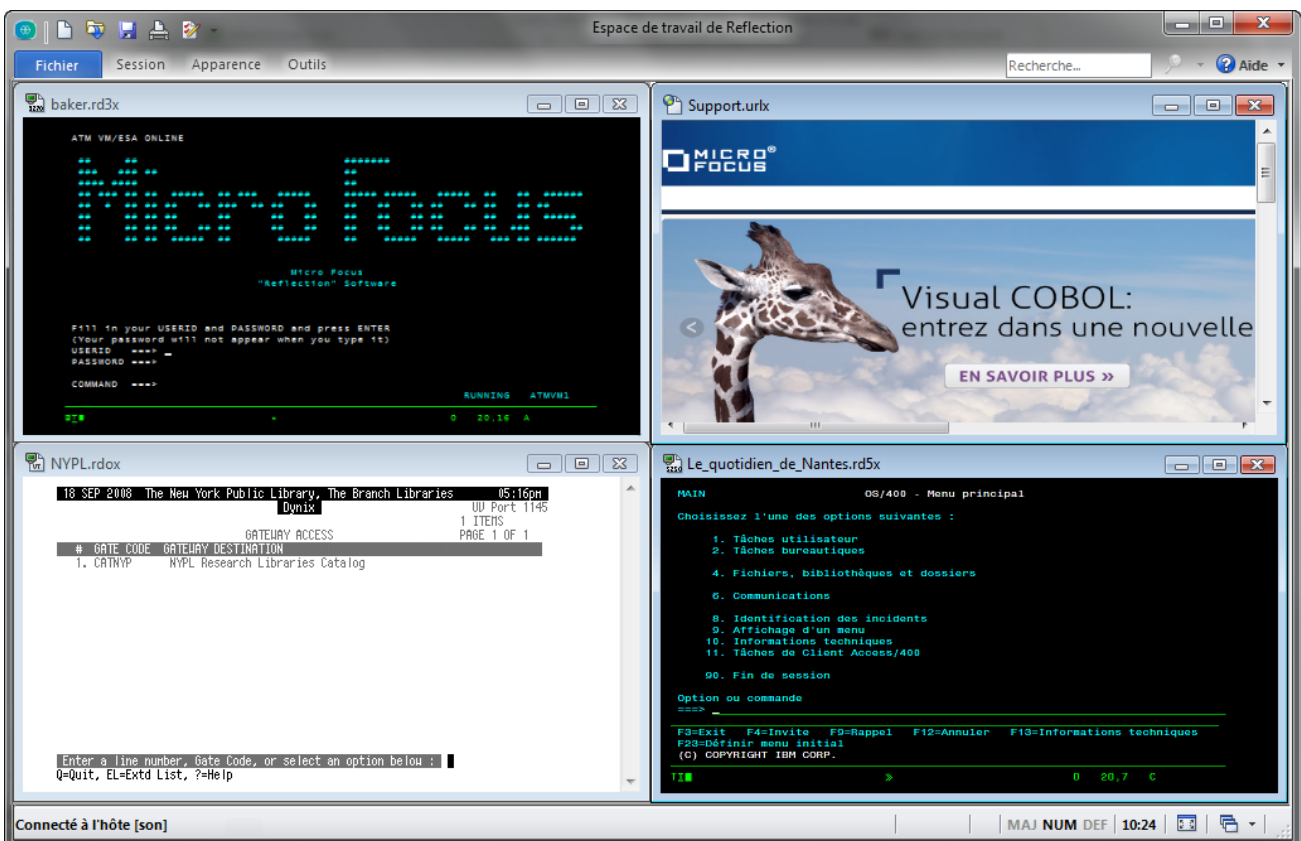 Espace de travail de Reflection
Fichier Session Apparence Outils Recherche... Aide
baker.rd3x
ATM VM/ESA ONLINE
Micro Focus
Micro Focus
"Reflection" Software
Fill in your USERID and PASSWORD and press ENTER
(Your password will not appear when you type it)
USERID ===> _
PASSWORD ===>
COMMAND ===>
RUNNING ATMVM1
0 20,16 A
Support.urlx
MICRO® FOCUS
Visual COBOL:
entrez dans une nouvelle
EN SAVOIR PLUS »
NYPL.rdox
18 SEP 2008 The New York Public Library, The Branch Libraries 05:16pm
Dynix UV Port 1145
1 ITEMS
GATEWAY ACCESS PAGE 1 OF 1
# GATE CODE GATEWAY DESTINATION
1. CATNYP NYPL Research Libraries Catalog
Enter a line number, Gate Code, or select an option below :
Q=Quit, EL=Extd List, ?=Help
Le_quotidien_de_Nantes.rd5x
MAIN OS/400 - Menu principal
Choisissez l'une des options suivantes :
1. Tâches utilisateur
2. Tâches bureautiques
4. Fichiers, bibliothèques et dossiers
6. Communications
8. Identification des incidents
9. Affichage d'un menu
10. Informations techniques
11. Tâches de Client Access/400
90. Fin de session
Option ou commande
===> _
F3=Exit F4=Invite F9=Rappel F12=Annuler F13=Informations techniques
F23=Définir menu initial
(C) COPYRIGHT IBM CORP.
TI » 0 20,7 C
Connecté à l'hôte [son] MAJ NUM DEF 10:24